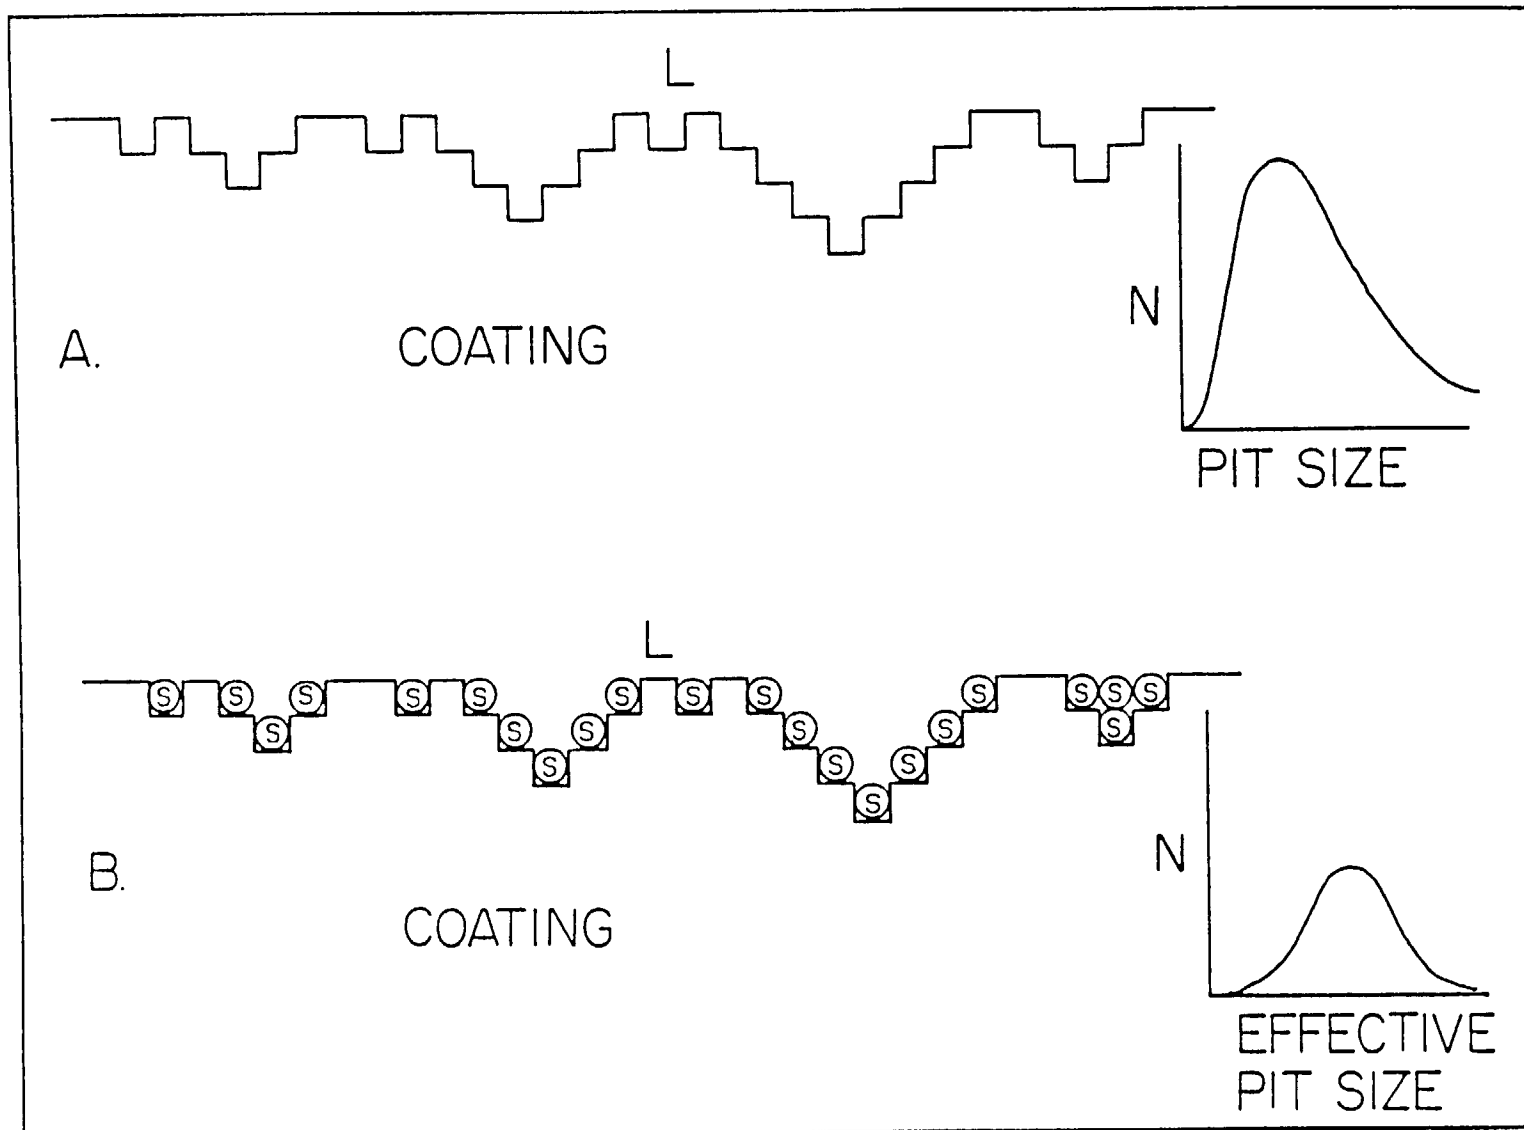 L
A.
COATING
N
PIT SIZE
L
S S S S S S S S S S S S S S
S S S S S
S S S
S
B.
COATING
N
EFFECTIVE
PIT SIZE